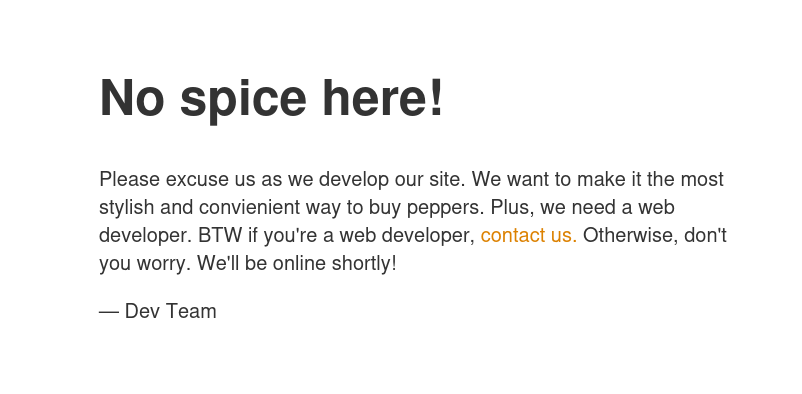 No spice here!
Please excuse us as we develop our site. We want to make it the most
stylish and convienient way to buy peppers. Plus, we need a web
developer. BTW if you're a web developer, contact us. Otherwise, don't
you worry. We'll be online shortly!
— Dev Team